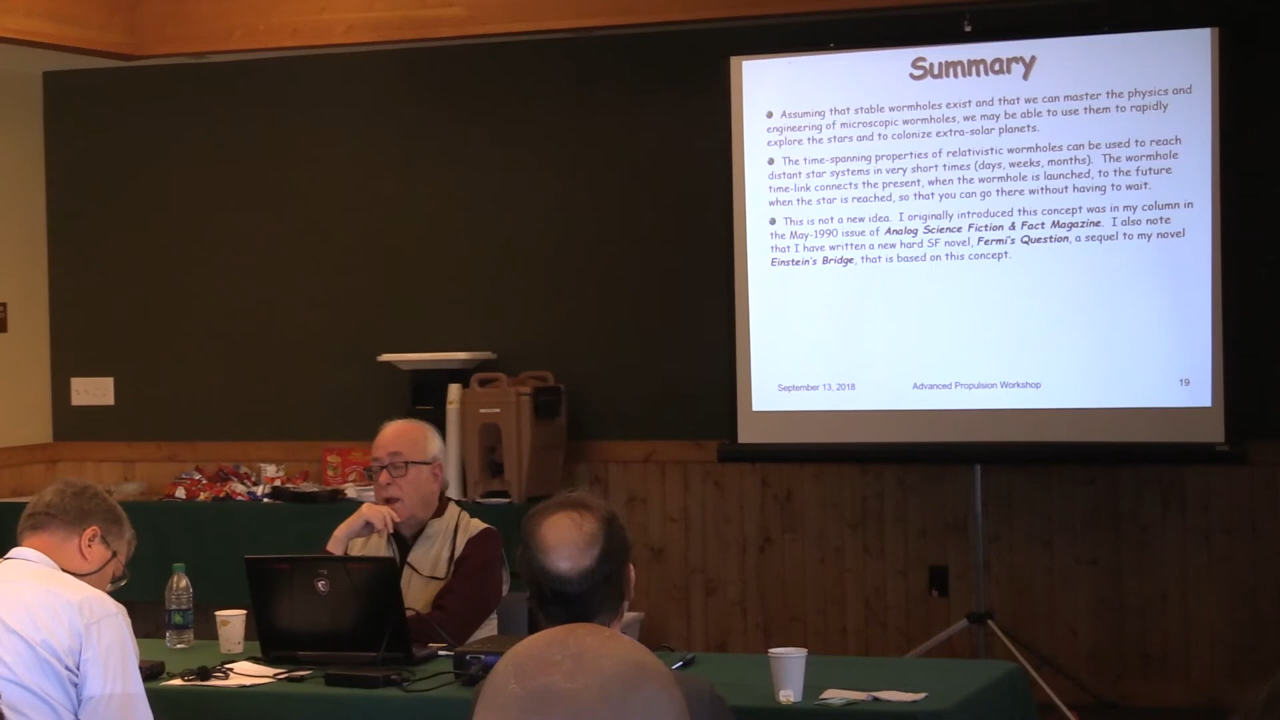 Summary
Assuming that stable wormholes exist and that we can master the physics and
engineering of microscopic wormholes, we may be able to use them to rapidly
explore the stars and to colonize extra-solar planets.
The time-spanning properties of relativistic wormholes can be used to reach
distant star systems in very short times (days, weeks, months). The wormhole
time-link connects the present, when the wormhole is launched, to the future
when the star is reached, so that you can go there without having to wait.
This is not a new idea. I originally introduced this concept was in my column in
the May-1990 issue of Analog Science Fiction & Fact Magazine. I also note
that I have written a new hard SF novel, Fermi's Question, a sequel to my novel
Einstein's Bridge, that is based on this concept.
September 13, 2018 Advanced Propulsion Workshop 19